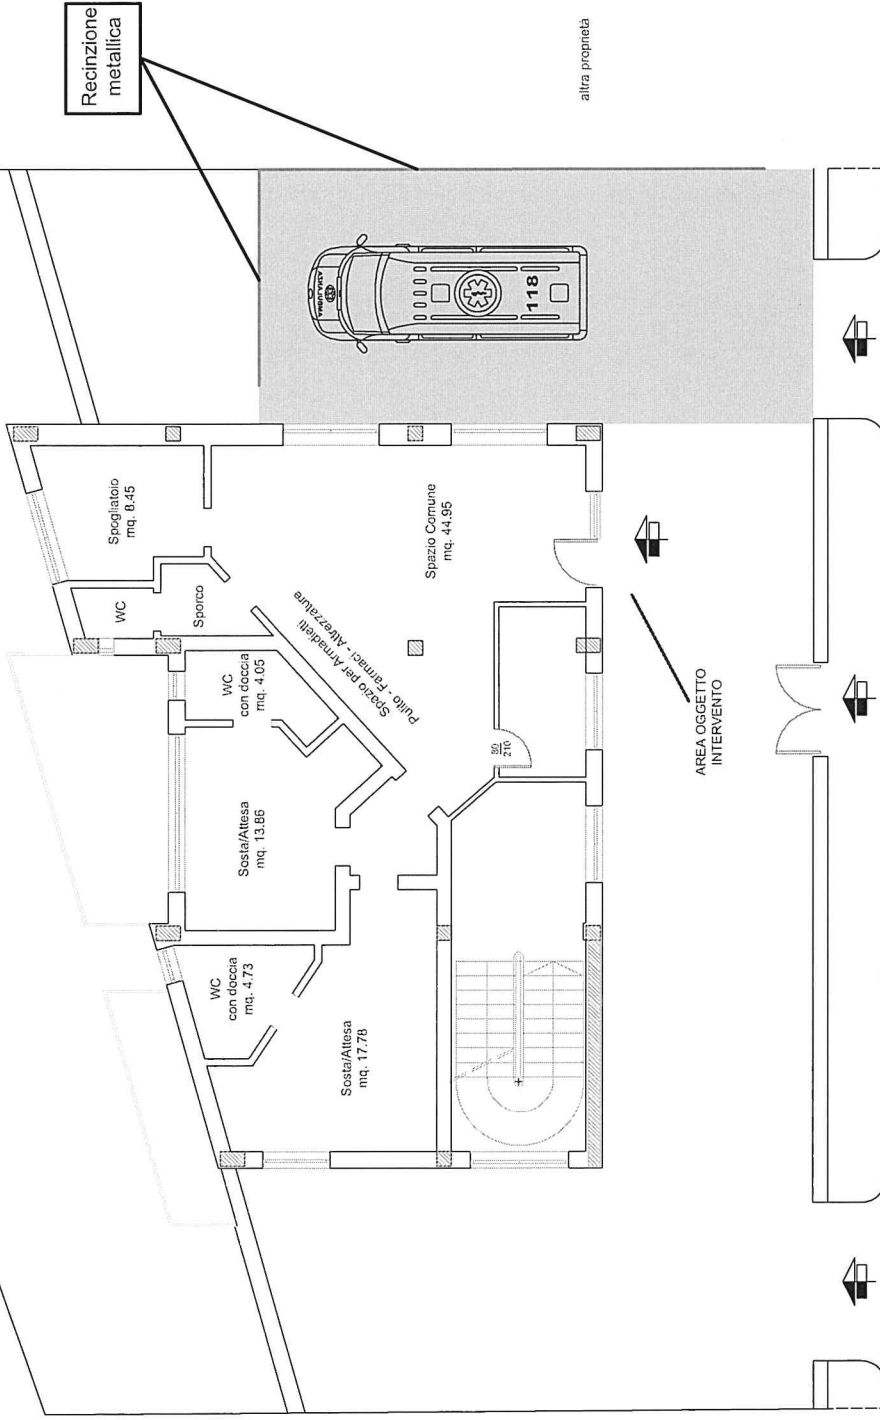 Recinzione
metallica
altra proprietà
AMBULANZA
118
Spogliatoio
mq. 8.45
WC
Sporco
Spazio Comune
mq. 44.95
Spazio per Armadietti
Pulito - Farmaci - Attrezzature
WC
con doccia
mq. 4.05
80
210
AREA OGGETTO
INTERVENTO
Sosta/Attesa
mq. 13.86
WC
con doccia
mq. 4.73
Sosta/Attesa
mq. 17.78